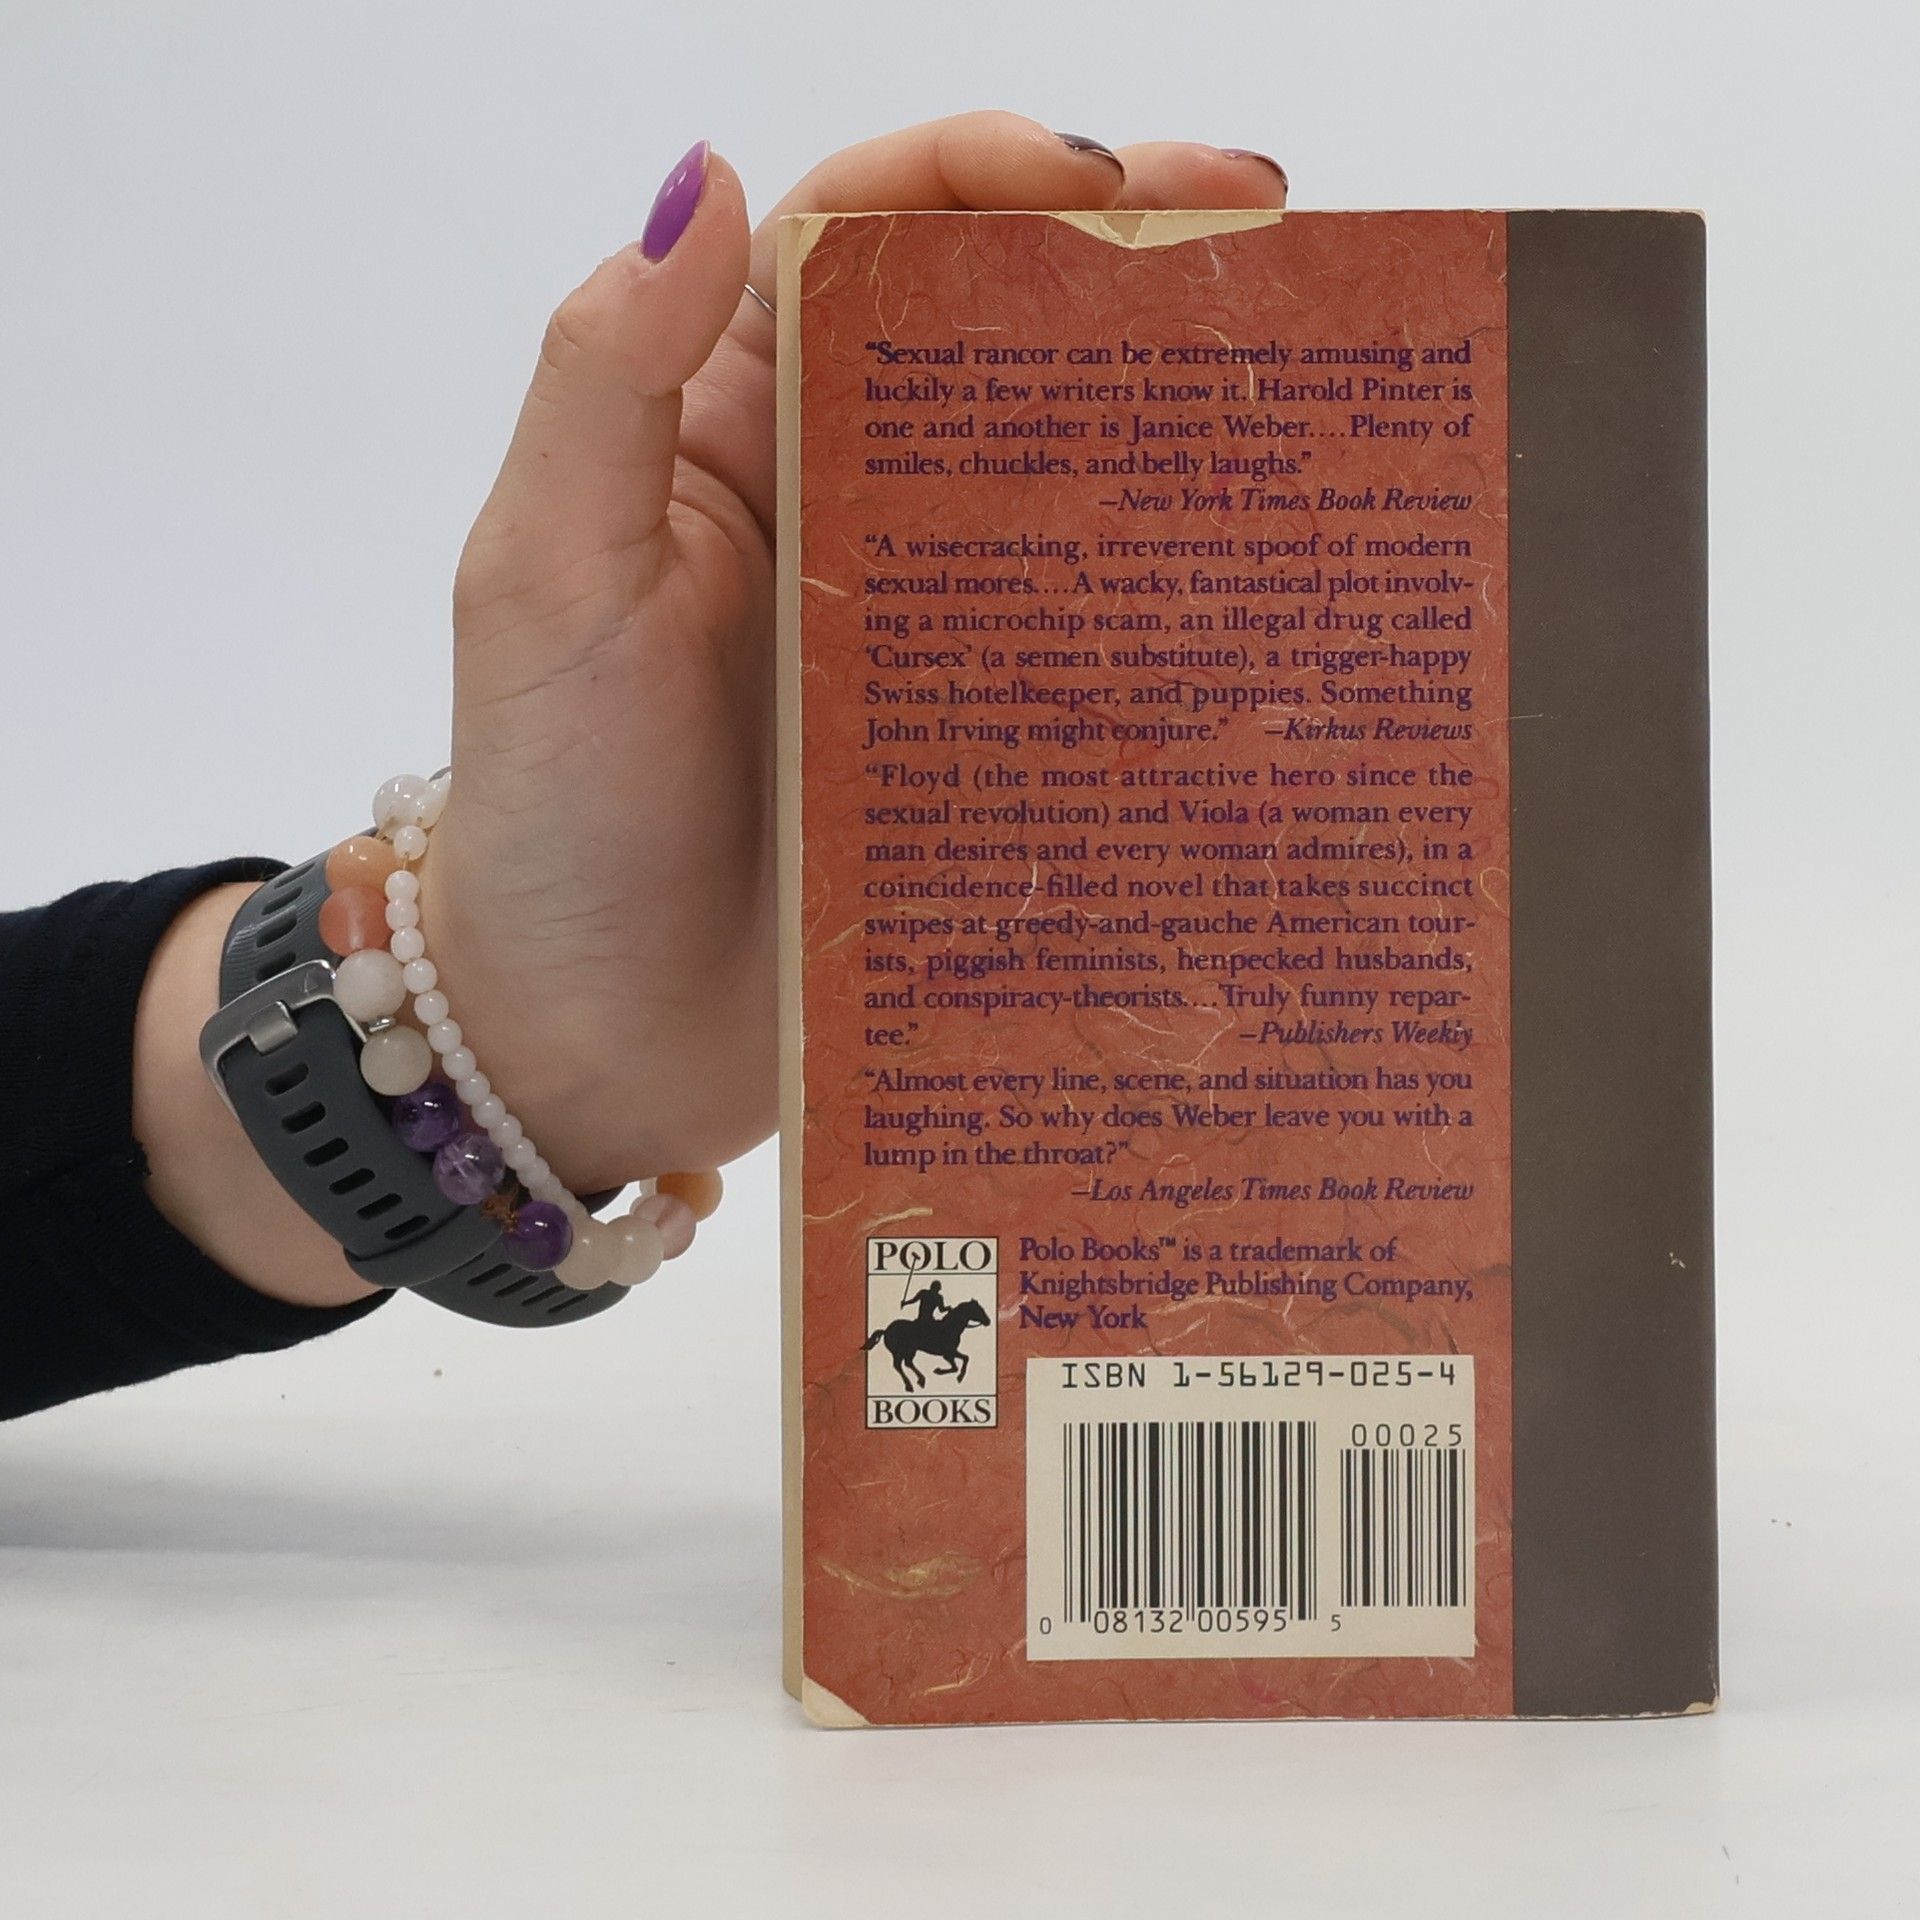 “Sexual rancor can be extremely amusing and
luckily a few writers know it. Harold Pinter is
one and another is Janice Weber....Plenty of
smiles, chuckles, and belly laughs.”
–New York Times Book Review
“A wisecracking, irreverent spoof of modern
sexual mores....A wacky, fantastical plot involv-
ing a microchip scam, an illegal drug called
‘Cursex’ (a semen substitute), a trigger-happy
Swiss hotelkeeper, and puppies. Something
John Irving might conjure.” –Kirkus Reviews
“Floyd (the most attractive hero since the
sexual revolution) and Viola (a woman every
man desires and every woman admires), in a
coincidence-filled novel that takes succinct
swipes at greedy-and-gauche American tour-
ists, piggish feminists, henpecked husbands,
and conspiracy-theorists....Truly funny repar-
tee.” –Publishers Weekly
“Almost every line, scene, and situation has you
laughing. So why does Weber leave you with a
lump in the throat?”
–Los Angeles Times Book Review
POLO
BOOKS
Polo Books™ is a trademark of
Knightsbridge Publishing Company,
New York
ISBN 1-56129-025-4
00025
0 08132 00595 5